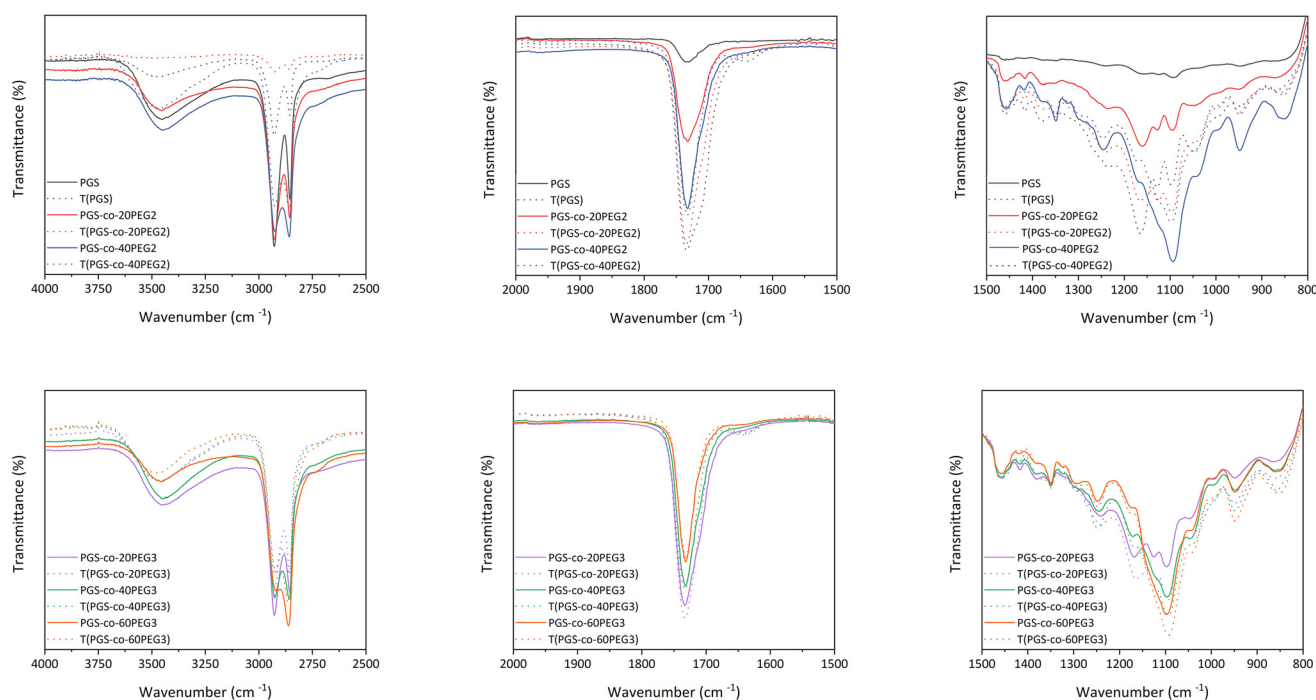 Transmittance (%)
PGS
T(PGS)
PGS-co-20PEG2
T(PGS-co-20PEG2)
PGS-co-40PEG2
T(PGS-co-40PEG2)
4000 3750 3500 3250 3000 2750 2500
Wavenumber (cm ⁻¹)
Transmittance (%)
PGS
T(PGS)
PGS-co-20PEG2
T(PGS-co-20PEG2)
PGS-co-40PEG2
T(PGS-co-40PEG2)
2000 1900 1800 1700 1600 1500
Wavenumber (cm ⁻¹)
Transmittance (%)
PGS
T(PGS)
PGS-co-20PEG2
T(PGS-co-20PEG2)
PGS-co-40PEG2
T(PGS-co-40PEG2)
1500 1400 1300 1200 1100 1000 900 800
Wavenumber (cm ⁻¹)
Transmittance (%)
PGS-co-20PEG3
T(PGS-co-20PEG3)
PGS-co-40PEG3
T(PGS-co-40PEG3)
PGS-co-60PEG3
T(PGS-co-60PEG3)
4000 3750 3500 3250 3000 2750 2500
Wavenumber (cm ⁻¹)
Transmittance (%)
PGS-co-20PEG3
T(PGS-co-20PEG3)
PGS-co-40PEG3
T(PGS-co-40PEG3)
PGS-co-60PEG3
T(PGS-co-60PEG3)
2000 1900 1800 1700 1600 1500
Wavenumber (cm ⁻¹)
Transmittance (%)
PGS-co-20PEG3
T(PGS-co-20PEG3)
PGS-co-40PEG3
T(PGS-co-40PEG3)
PGS-co-60PEG3
T(PGS-co-60PEG3)
1500 1400 1300 1200 1100 1000 900 800
Wavenumber (cm ⁻¹)